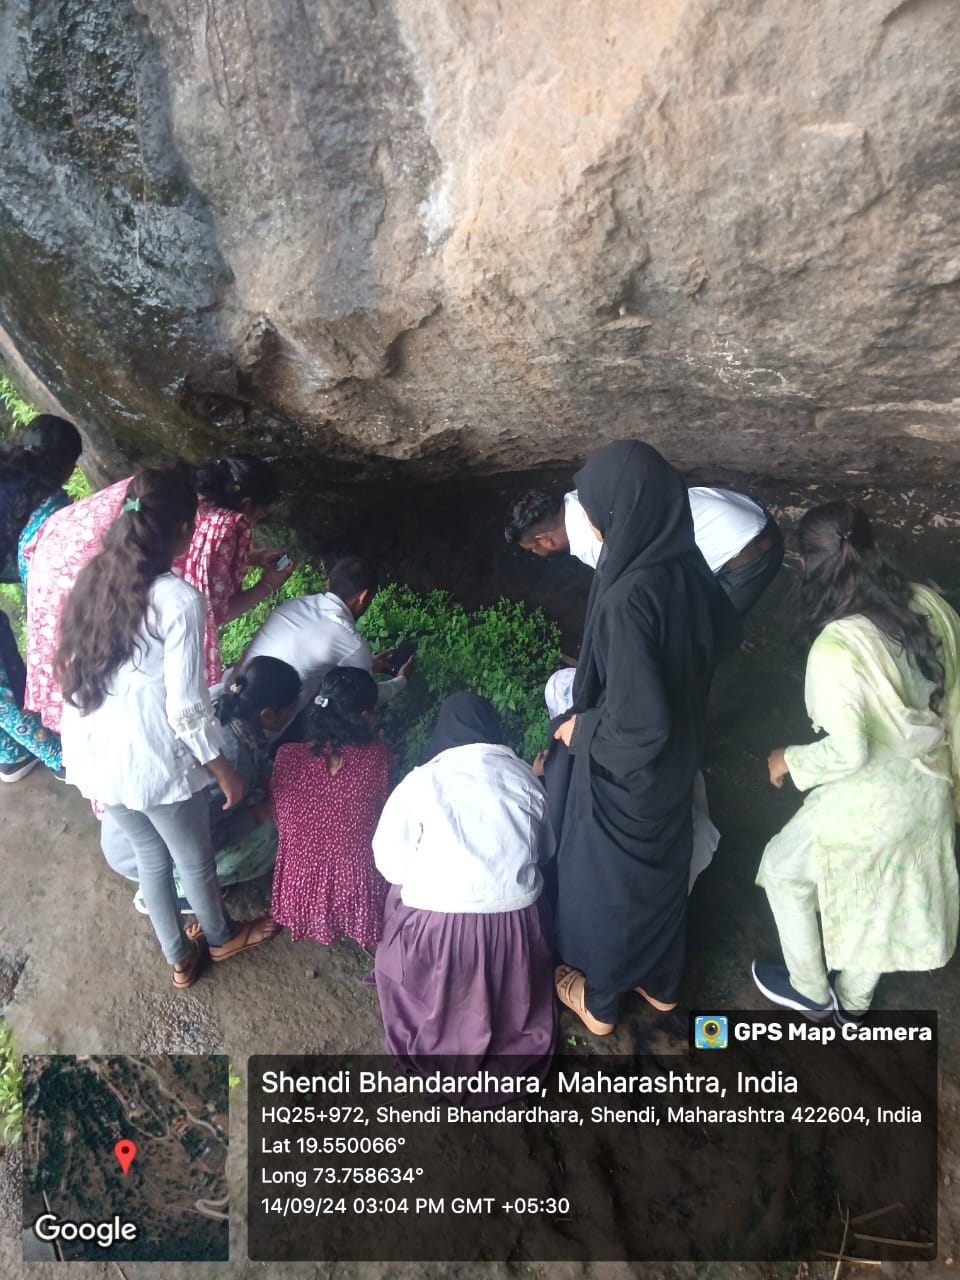 GPS Map Camera
Shendi Bhandardhara, Maharashtra, India
HQ25+972, Shendi Bhandardhara, Shendi, Maharashtra 422604, India
Lat 19.550066°
Long 73.758634°
14/09/24 03:04 PM GMT +05:30
Google